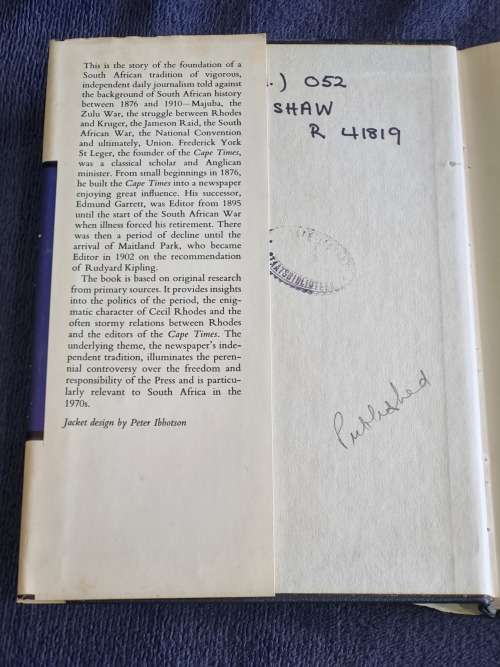 This is the story of the foundation of a
South African tradition of vigorous,
independent daily journalism told against
the background of South African history
between 1876 and 1910—Majuba, the
Zulu War, the struggle between Rhodes
and Kruger, the Jameson Raid, the South
African War, the National Convention
and ultimately, Union. Frederick York
St Leger, the founder of the Cape Times,
was a classical scholar and Anglican
minister. From small beginnings in 1876,
he built the Cape Times into a newspaper
enjoying great influence. His successor,
Edmund Garrett, was Editor from 1895
until the start of the South African War
when illness forced his retirement. There
was then a period of decline until the
arrival of Maitland Park, who became
Editor in 1902 on the recommendation
of Rudyard Kipling.
The book is based on original research
from primary sources. It provides insights
into the politics of the period, the enig-
matic character of Cecil Rhodes and the
often stormy relations between Rhodes
and the editors of the Cape Times. The
underlying theme, the newspaper's inde-
pendent tradition, illuminates the peren-
nial controversy over the freedom and
responsibility of the Press and is particu-
larly relevant to South Africa in the
1970s.
Jacket design by Peter Ibbotson
.) 052
SHAW
R 41819
Published